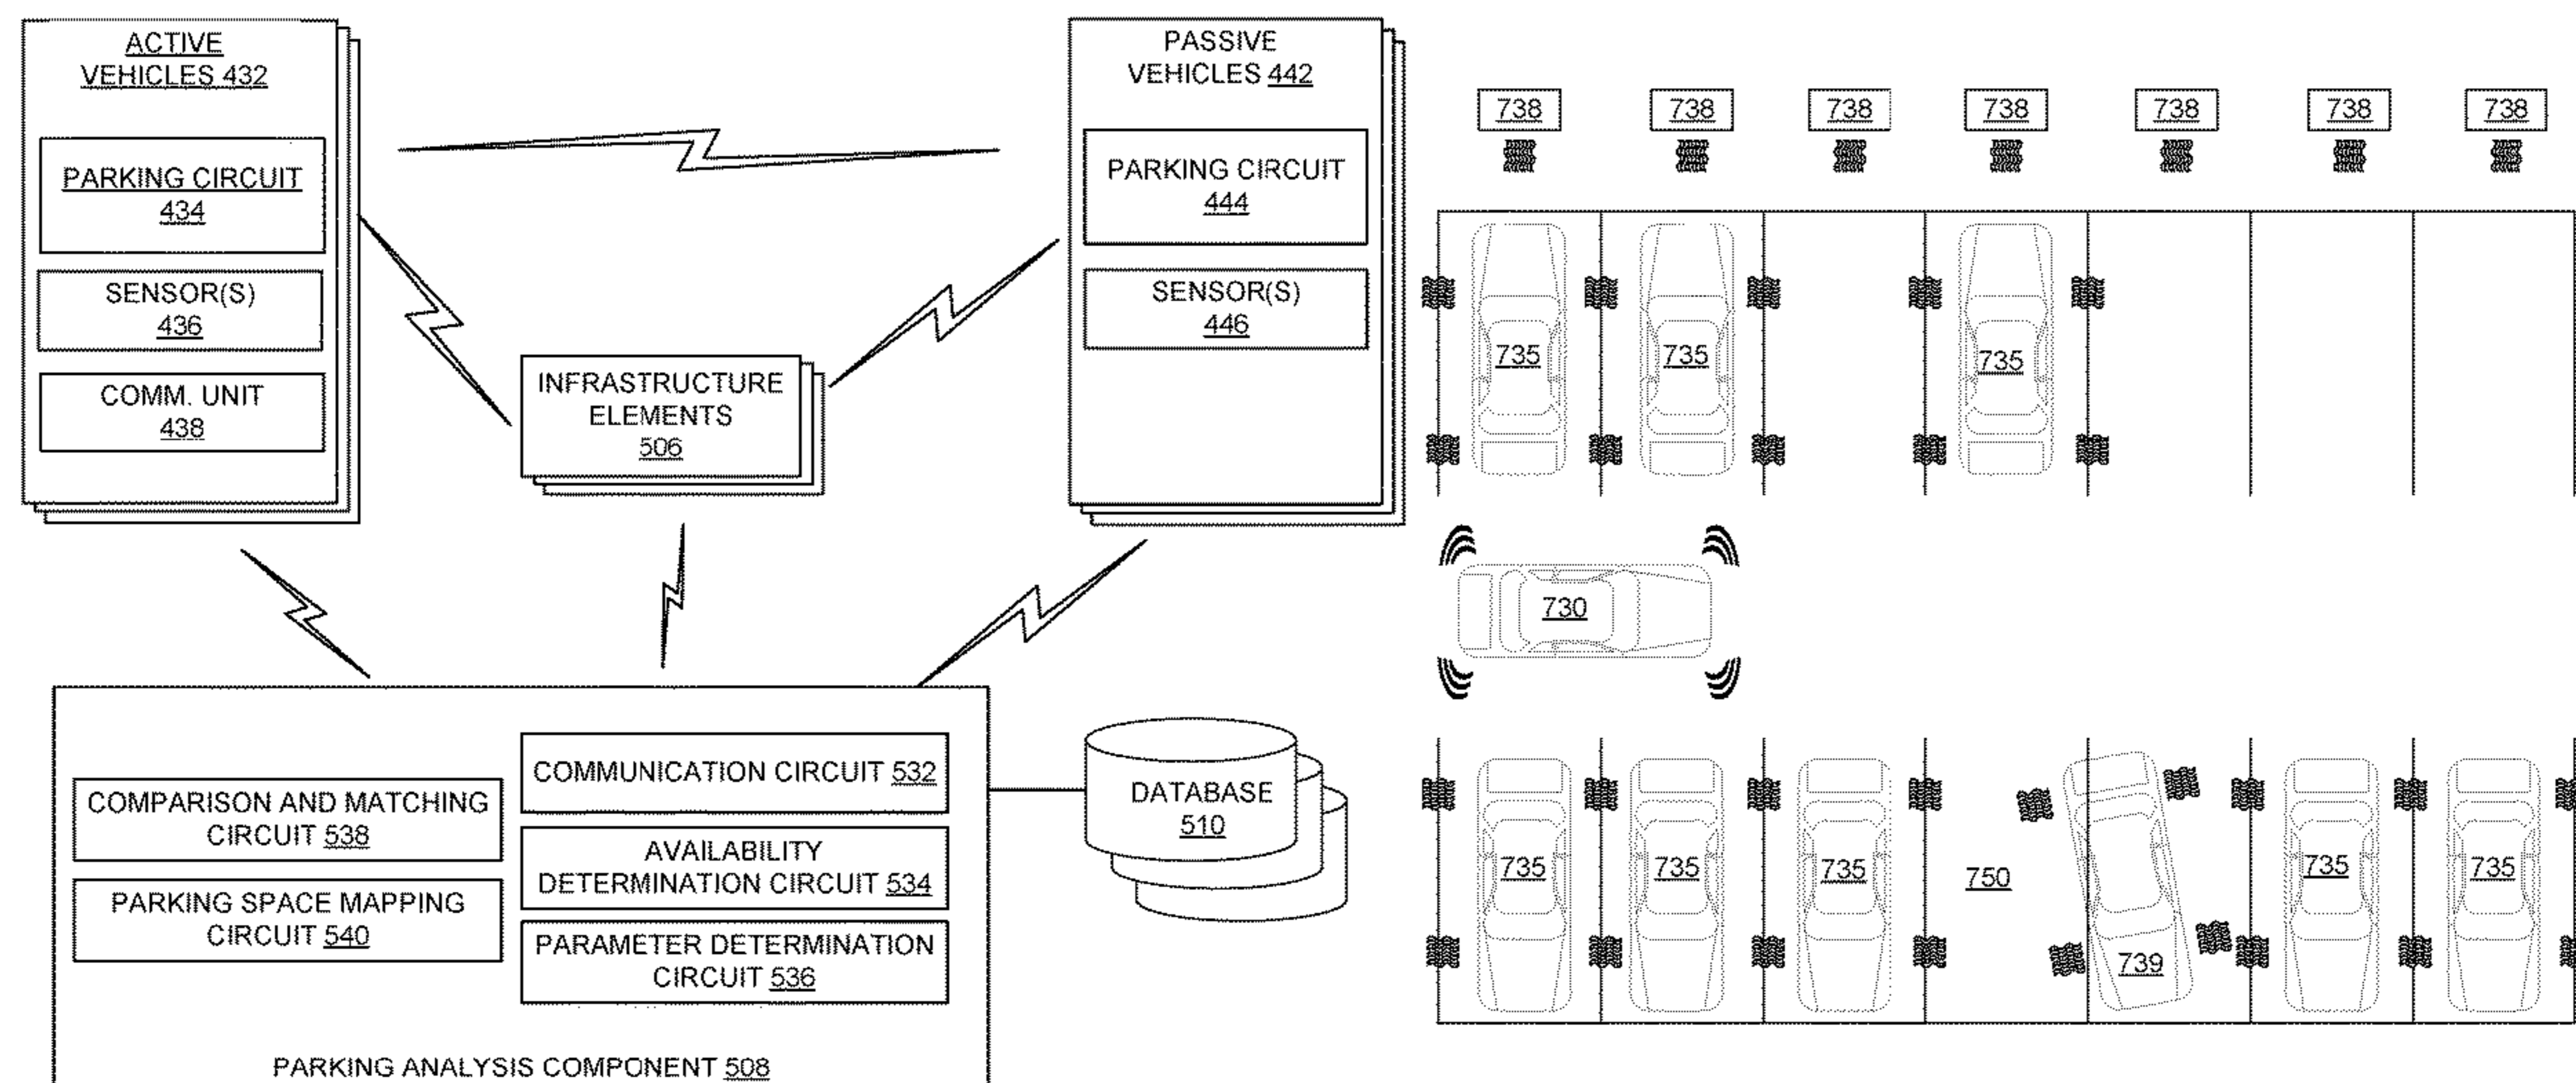 ACTIVE
VEHICLES 432
PARKING CIRCUIT
434
SENSOR(S)
436
COMM. UNIT
438
PASSIVE
VEHICLES 442
PARKING CIRCUIT
444
SENSOR(S)
446
INFRASTRUCTURE
ELEMENTS
506
COMMUNICATION CIRCUIT 532
COMPARISON AND MATCHING
CIRCUIT 538
AVAILABILITY
DETERMINATION CIRCUIT 534
PARKING SPACE MAPPING
CIRCUIT 540
PARAMETER DETERMINATION
CIRCUIT 536
PARKING ANALYSIS COMPONENT 508
DATABASE
510
738 738 738 738 738 738 738
735 735 735
730
735 735 735 750 735 735
739